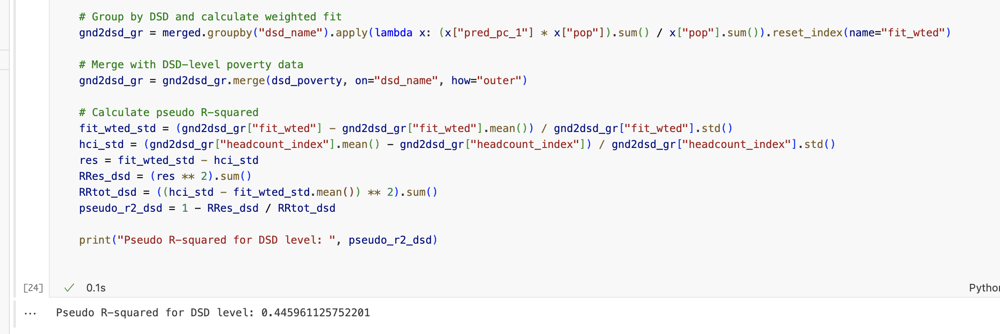 # Group by DSD and calculate weighted fit
gnd2dsd_gr = merged.groupby("dsd_name").apply(lambda x: (x["pred_pc_1"] * x["pop"]).sum() / x["pop"].sum()).reset_index(name="fit_wted")
# Merge with DSD-level poverty data
gnd2dsd_gr = gnd2dsd_gr.merge(dsd_poverty, on="dsd_name", how="outer")
# Calculate pseudo R-squared
fit_wted_std = (gnd2dsd_gr["fit_wted"] - gnd2dsd_gr["fit_wted"].mean()) / gnd2dsd_gr["fit_wted"].std()
hci_std = (gnd2dsd_gr["headcount_index"].mean() - gnd2dsd_gr["headcount_index"]) / gnd2dsd_gr["headcount_index"].std()
res = fit_wted_std - hci_std
RRes_dsd = (res ** 2).sum()
RRtot_dsd = ((hci_std - fit_wted_std.mean()) ** 2).sum()
pseudo_r2_dsd = 1 - RRes_dsd / RRtot_dsd
print("Pseudo R-squared for DSD level: ", pseudo_r2_dsd)
[24] ✓ 0.1s Python
... Pseudo R-squared for DSD level: 0.445961125752201